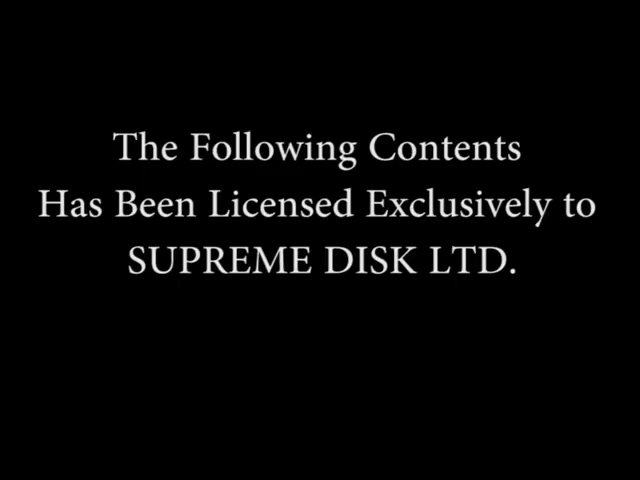 The Following Contents
Has Been Licensed Exclusively to
SUPREME DISK LTD.